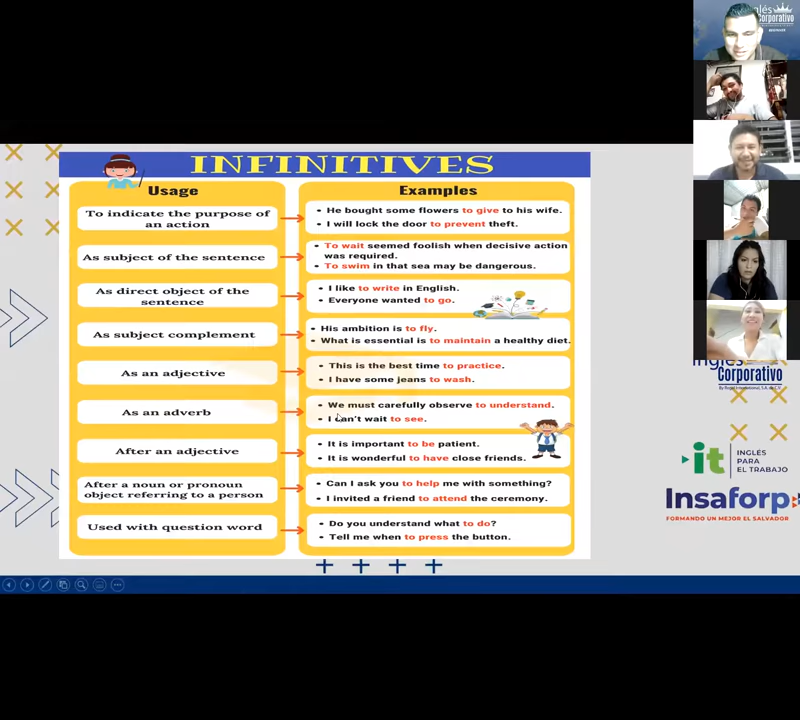 INFINITIVES
Usage
Examples
To indicate the purpose of
an action
• He bought some flowers to give to his wife.
• I will lock the door to prevent theft.
As subject of the sentence
• To wait seemed foolish when decisive action
was required.
• To swim in that sea may be dangerous.
As direct object of the
sentence
• I like to write in English.
• Everyone wanted to go.
As subject complement
• His ambition is to fly.
• What is essential is to maintain a healthy diet.
As an adjective
• This is the best time to practice.
• I have some jeans to wash.
As an adverb
• We must carefully observe to understand.
• I can't wait to see.
After an adjective
• It is important to be patient.
• It is wonderful to have close friends.
After a noun or pronoun
object referring to a person
• Can I ask you to help me with something?
• I invited a friend to attend the ceremony.
Used with question word
• Do you understand what to do?
• Tell me when to press the button.
Corporativo
Corporativo
it
INGLÉS
PARA
EL TRABAJO
Insaforp
FORMANDO UN MEJOR EL SALVADOR